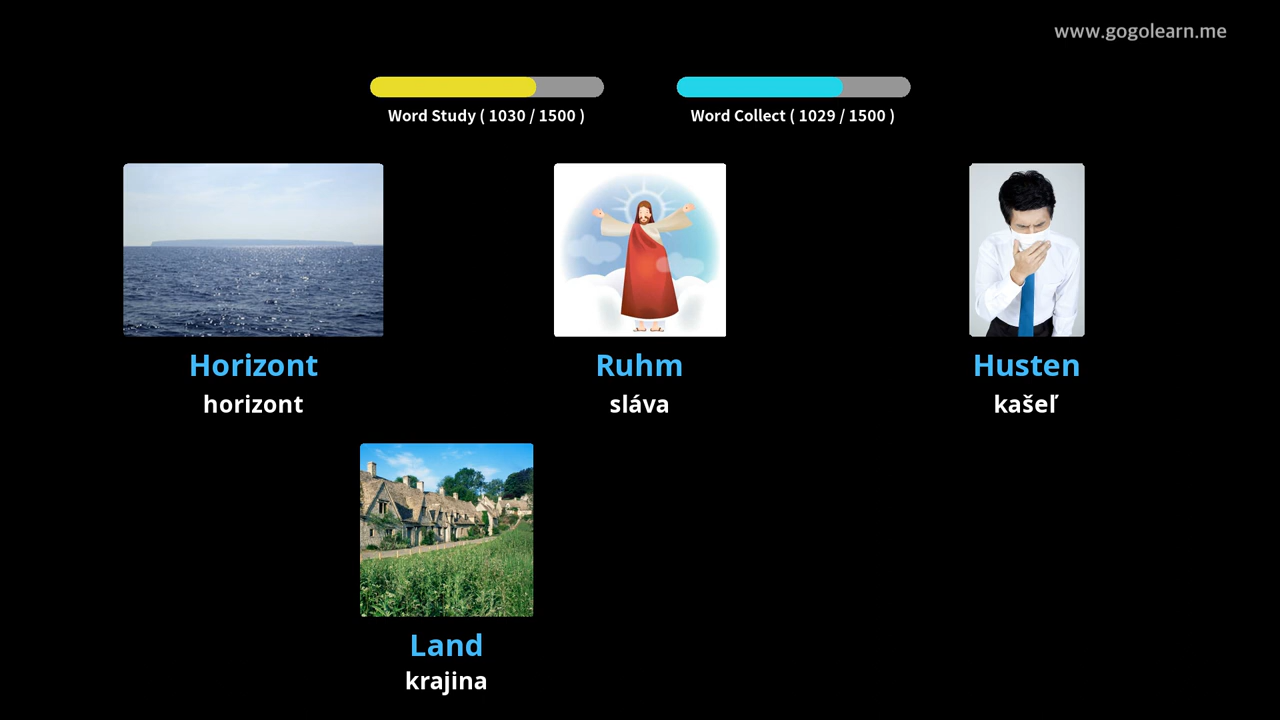 www.gogolearn.me
Word Study ( 1030 / 1500 )
Word Collect ( 1029 / 1500 )
Horizont
horizont
Ruhm
sláva
Husten
kašeľ
Land
krajina